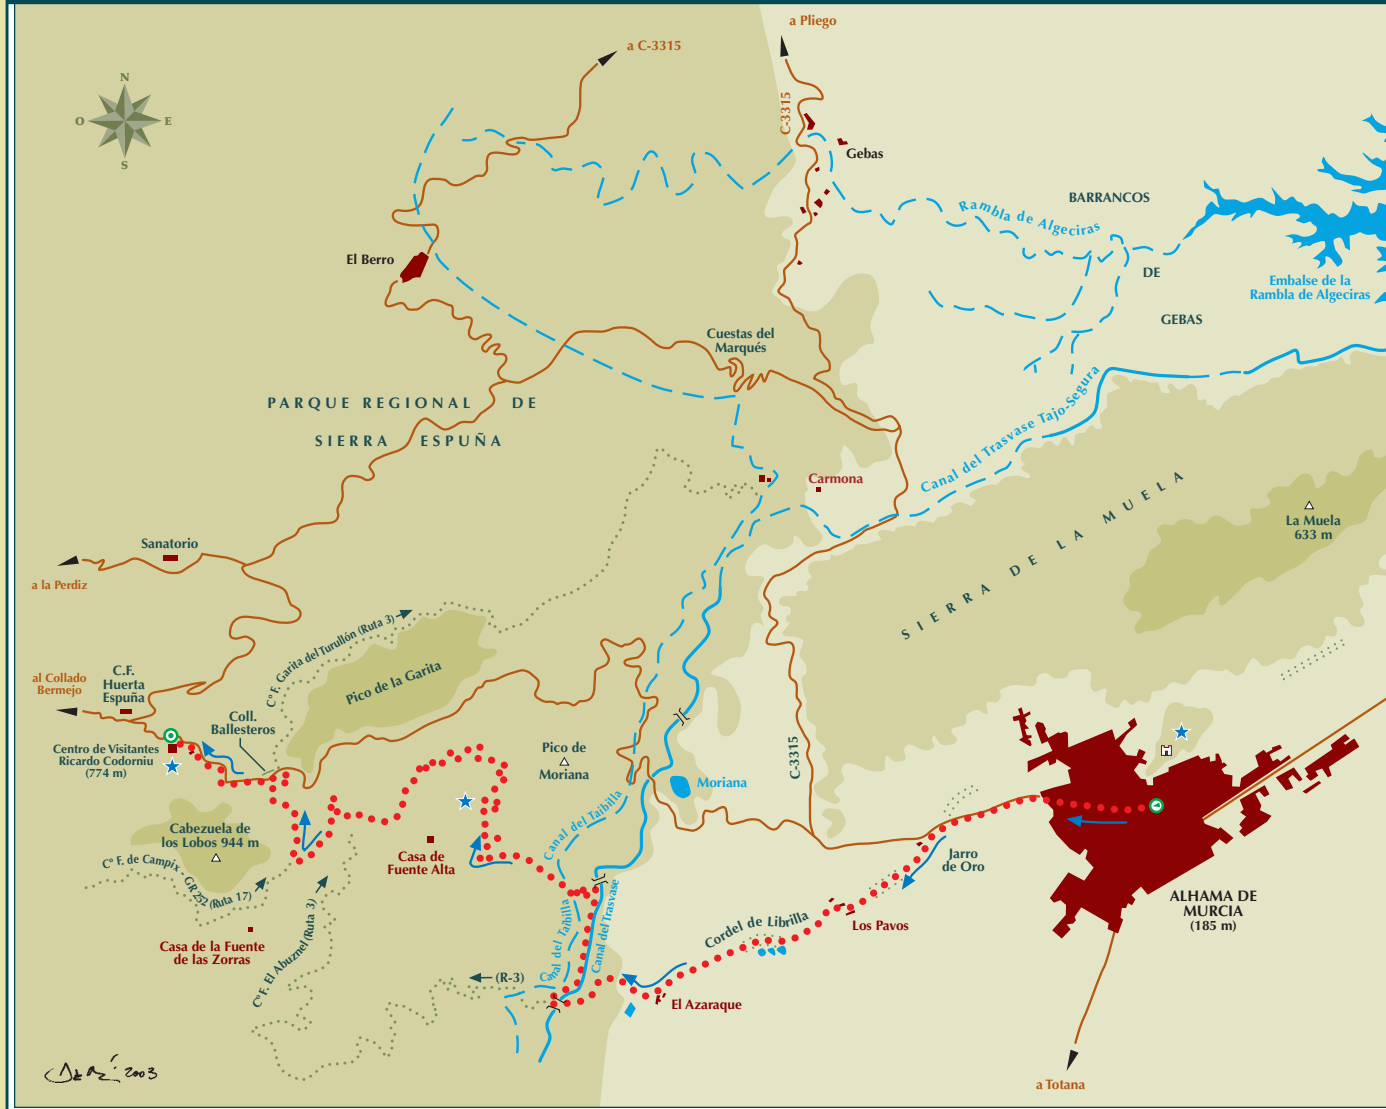 a Pliego
a C-3315
N
O
E
S
C-3315
Gebas
BARRANCOS
DE
GEBAS
Rambla de Algeciras
Embalse de la
Rambla de Algeciras
El Berro
Cuestas del
Marqués
PARQUE REGIONAL DE
SIERRA ESPUÑA
Carmona
Canal del Trasvase Tajo-Segura
SIERRA DE LA MUELA
La Muela
633 m
Sanatorio
a la Perdiz
Cº F. Garita del Turullón (Ruta 3)
Pico de la Garita
al Collado
Bermejo
C.F.
Huerta
Espuña
Coll.
Ballesteros
Centro de Visitantes
Ricardo Codorniu
(774 m)
Pico de
Moriana
Moriana
C-3315
Cabezuela de
los Lobos 944 m
Cº F. de Campix - GR 252 (Ruta 17)
Casa de
Fuente Alta
Canal del Taibilla
Jarro
de Oro
Cordel de Librilla
Los Pavos
ALHAMA DE
MURCIA
(185 m)
Casa de la Fuente
de las Zorras
Cº F. El Abuznel (Ruta 3)
Canal del Taibilla
Canal del Trasvase
(R-3)
El Azaraque
a Totana
2003